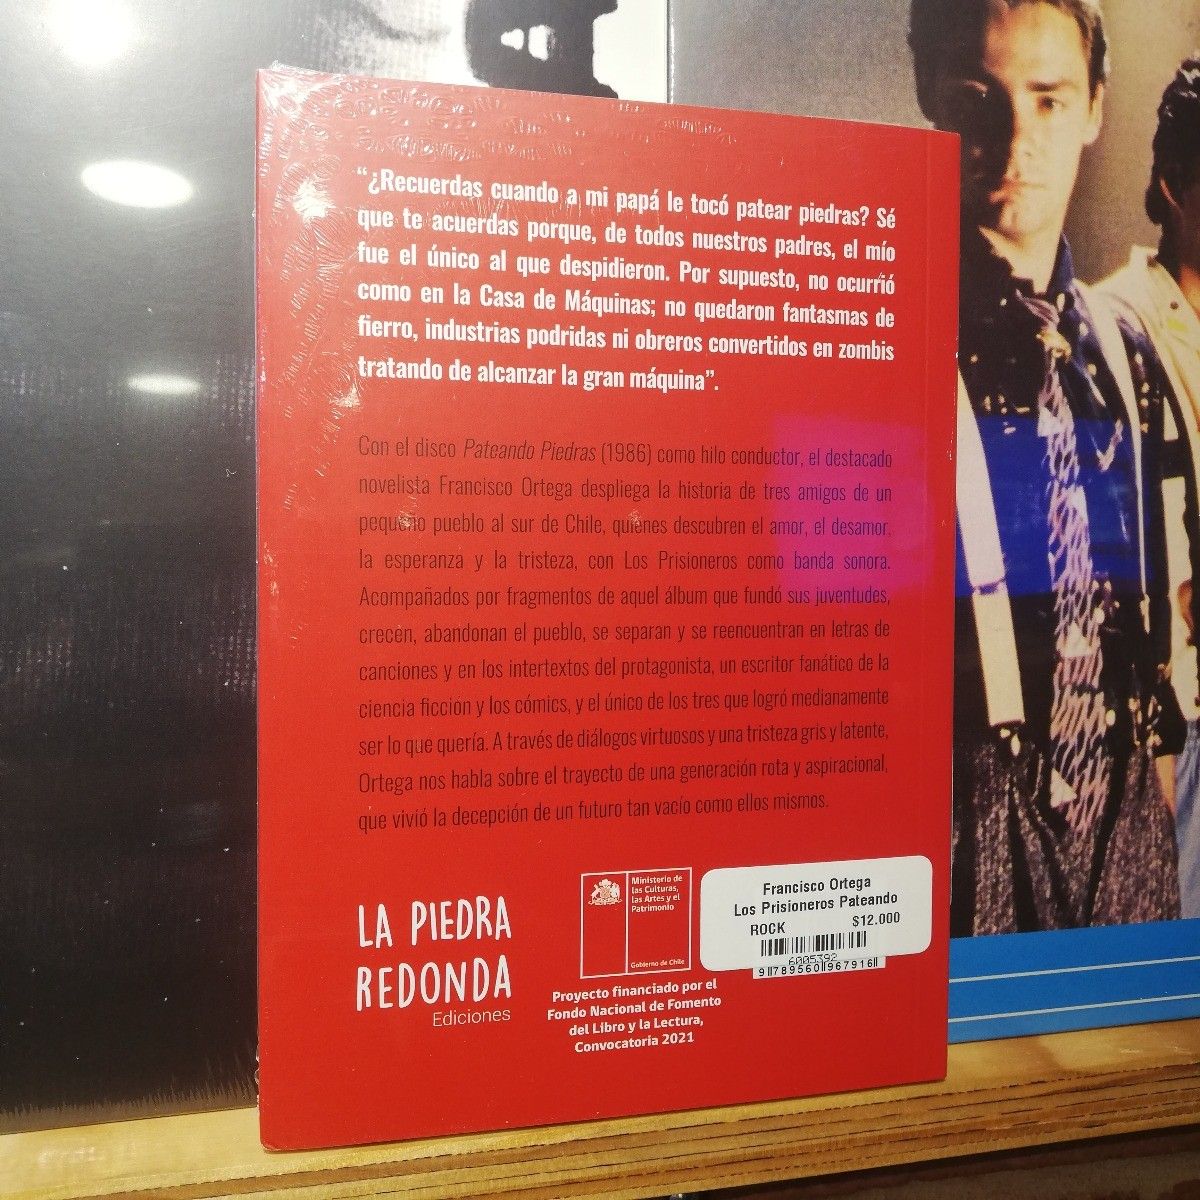 “¿Recuerdas cuando a mi papá le tocó patear piedras? Sé
que te acuerdas porque, de todos nuestros padres, el mío
fue el único al que despidieron. Por supuesto, no ocurrió
como en la Casa de Máquinas; no quedaron fantasmas de
fierro, industrias podridas ni obreros convertidos en zombis
tratando de alcanzar la gran máquina”.
Con el disco Pateando Piedras (1986) como hilo conductor, el destacado
novelista Francisco Ortega despliega la historia de tres amigos de un
pequeño pueblo al sur de Chile, quienes descubren el amor, el desamor,
la esperanza y la tristeza, con Los Prisioneros como banda sonora.
Acompañados por fragmentos de aquel álbum que fundó sus juventudes,
crecen, abandonan el pueblo, se separan y se reencuentran en letras de
canciones y en los intertextos del protagonista, un escritor fanático de la
ciencia ficción y los cómics, y el único de los tres que logró medianamente
ser lo que quería. A través de diálogos virtuosos y una tristeza gris y latente,
Ortega nos habla sobre el trayecto de una generación rota y aspiracional,
que vivió la decepción de un futuro tan vacío como ellos mismos.
LA PIEDRA
REDONDA
Ediciones
Ministerio de
las Culturas,
las Artes y el
Patrimonio
Gobierno de Chile
Proyecto financiado por el
Fondo Nacional de Fomento
del Libro y la Lectura,
Convocatoria 2021
Francisco Ortega
Los Prisioneros Pateando
ROCK $12.000
6005392
9 789560 967916